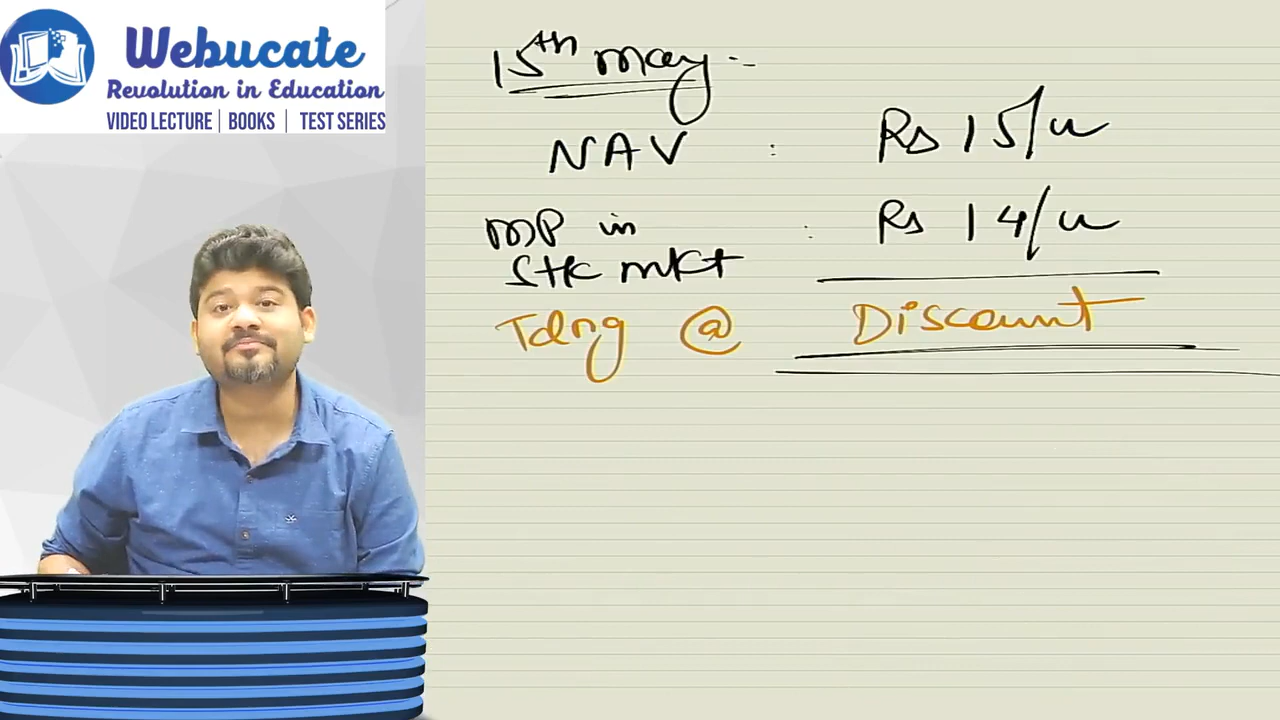 Webucate
Revolution in Education
VIDEO LECTURE | BOOKS | TEST SERIES
15th may :-
NAV : Rs 15/u
MP in : Rs 14/u
Stk mkt
Tdng @ Discount